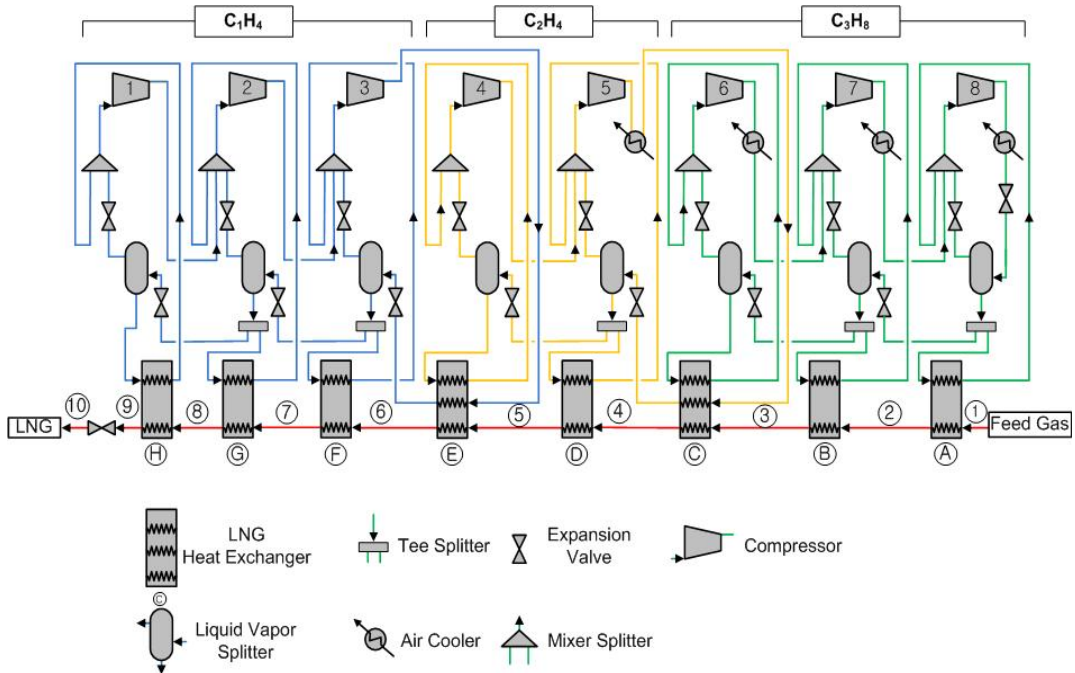 C₁H₄ C₂H₄ C₃H₈
1 2 3 4 5 6 7 8
10 9 8 7 6 5 4 3 2 1
LNG Feed Gas
H G F E D C B A
LNG
Heat Exchanger
Tee Splitter
Expansion
Valve
Compressor
©
Liquid Vapor
Splitter
Air Cooler
Mixer Splitter